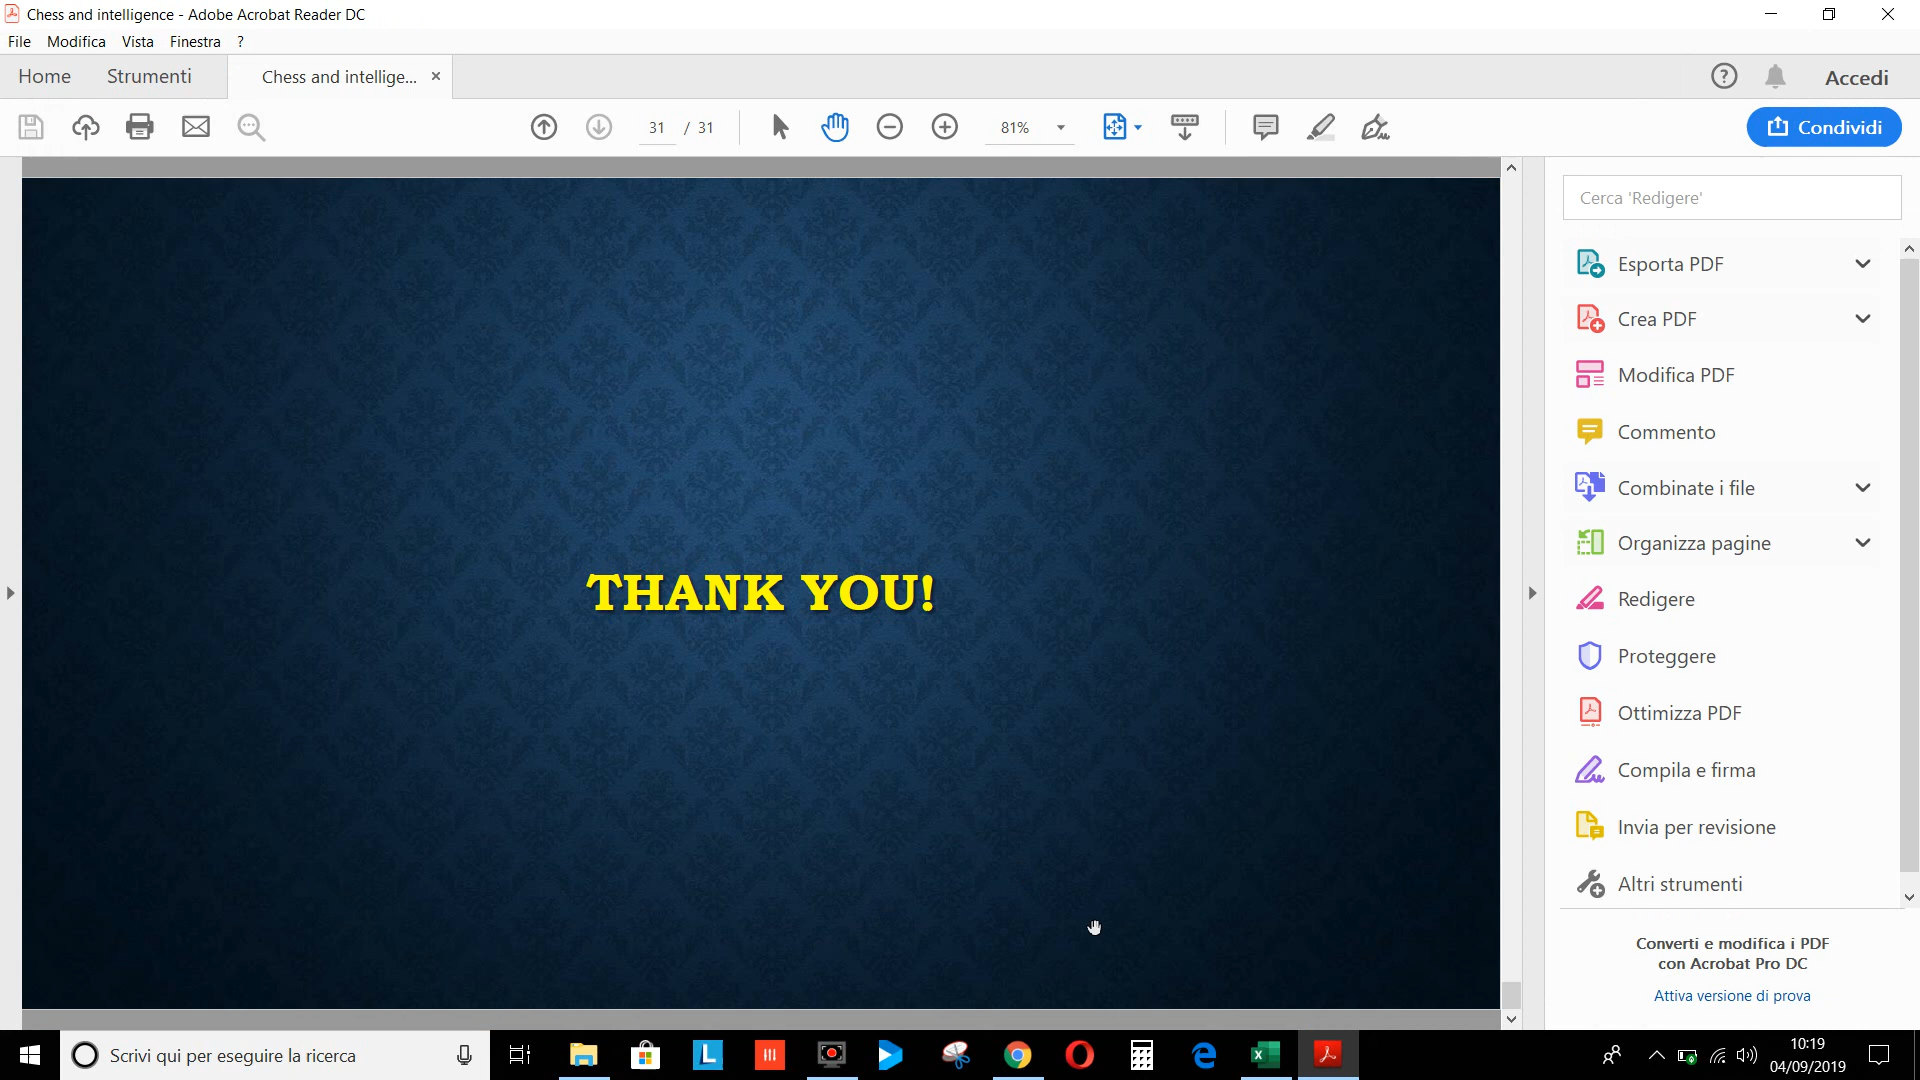 Chess and intelligence - Adobe Acrobat Reader DC
File Modifica Vista Finestra ?
Home Strumenti Chess and intellige... Accedi
31 / 31 81% Condividi
Cerca 'Redigere'
Esporta PDF
Crea PDF
Modifica PDF
Commento
Combinate i file
Organizza pagine
THANK YOU!
Redigere
Proteggere
Ottimizza PDF
Compila e firma
Invia per revisione
Altri strumenti
Converti e modifica i PDF
con Acrobat Pro DC
Attiva versione di prova
Scrivi qui per eseguire la ricerca
10:19
04/09/2019